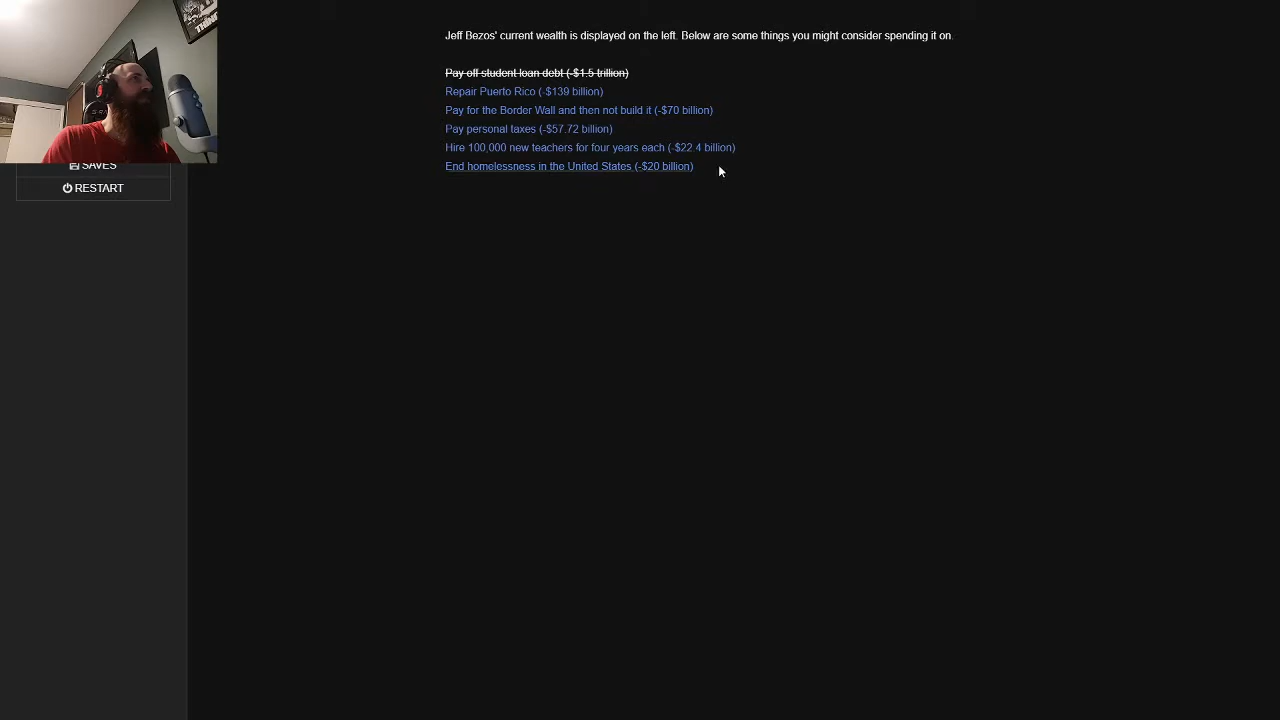 Jeff Bezos' current wealth is displayed on the left. Below are some things you might consider spending it on.
Pay off student loan debt (-$1.5 trillion)
Repair Puerto Rico (-$139 billion)
Pay for the Border Wall and then not build it (-$70 billion)
Pay personal taxes (-$57.72 billion)
Hire 100,000 new teachers for four years each (-$22.4 billion)
End homelessness in the United States (-$20 billion)
SAVES
RESTART